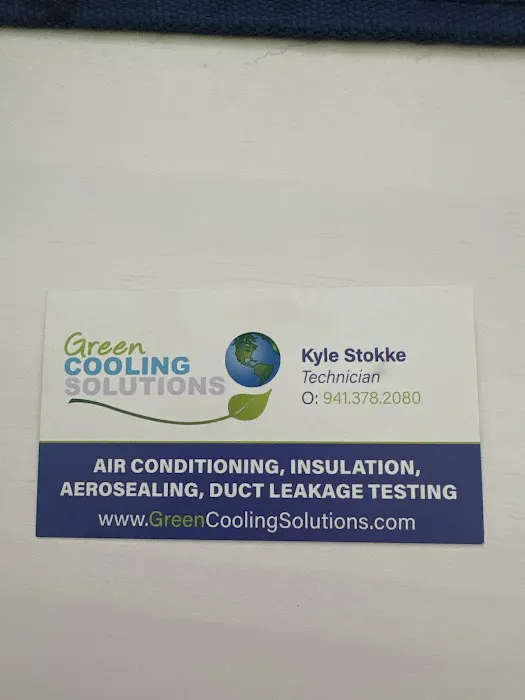 Green
COOLING
SOLUTIONS
Kyle Stokke
Technician
O: 941.378.2080
AIR CONDITIONING, INSULATION,
AEROSEALING, DUCT LEAKAGE TESTING
www.GreenCoolingSolutions.com